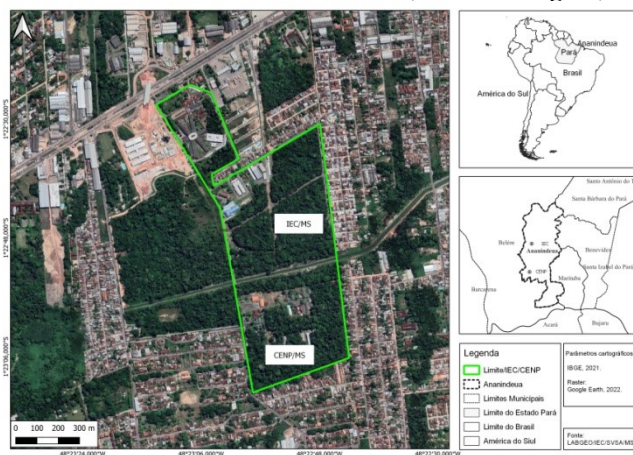 1°22'30,000"S
1°22'48,000"S
1°23'06,000"S
IEC/MS
CENP/MS
0 100 200 300 m
48°23'24,000"W
48°23'06,000"W
48°22'48,000"W
48°22'30,000"W
Ananindeua
Pará
Brasil
América do Sul
Santo Antônio do T
Santa Bárbara do Pará
Belém
IEC
Ananindeua
Benevides
CENP
Marituba
Santa Izabel do Pará
Barcarena
Acará
Bujaru
Legenda
Limite/IEC/CENP
Ananindeua
Limites Municipais
Limite do Estado Pará
Limite do Brasil
América do Sul
Parâmetros cartográficos
IBGE, 2021.
Raster:
Google Earth, 2022.
Fonte:
LABGEO/IEC/SVSA/MS